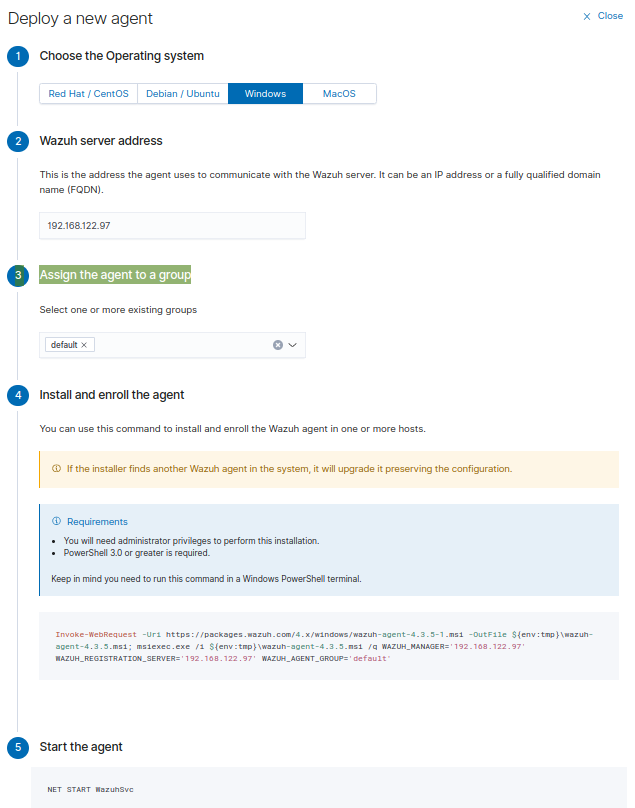 Deploy a new agent
Close
1 Choose the Operating system
Red Hat / CentOS Debian / Ubuntu Windows MacOS
2 Wazuh server address
This is the address the agent uses to communicate with the Wazuh server. It can be an IP address or a fully qualified domain
name (FQDN).
192.168.122.97
3 Assign the agent to a group
Select one or more existing groups
default
4 Install and enroll the agent
You can use this command to install and enroll the Wazuh agent in one or more hosts.
If the installer finds another Wazuh agent in the system, it will upgrade it preserving the configuration.
Requirements
• You will need administrator privileges to perform this installation.
• PowerShell 3.0 or greater is required.
Keep in mind you need to run this command in a Windows PowerShell terminal.
Invoke-WebRequest -Uri https://packages.wazuh.com/4.x/windows/wazuh-agent-4.3.5-1.msi -OutFile ${env:tmp}\wazuh-
agent-4.3.5.msi; msiexec.exe /i ${env:tmp}\wazuh-agent-4.3.5.msi /q WAZUH_MANAGER='192.168.122.97'
WAZUH_REGISTRATION_SERVER='192.168.122.97' WAZUH_AGENT_GROUP='default'
5 Start the agent
NET START WazuhSvc